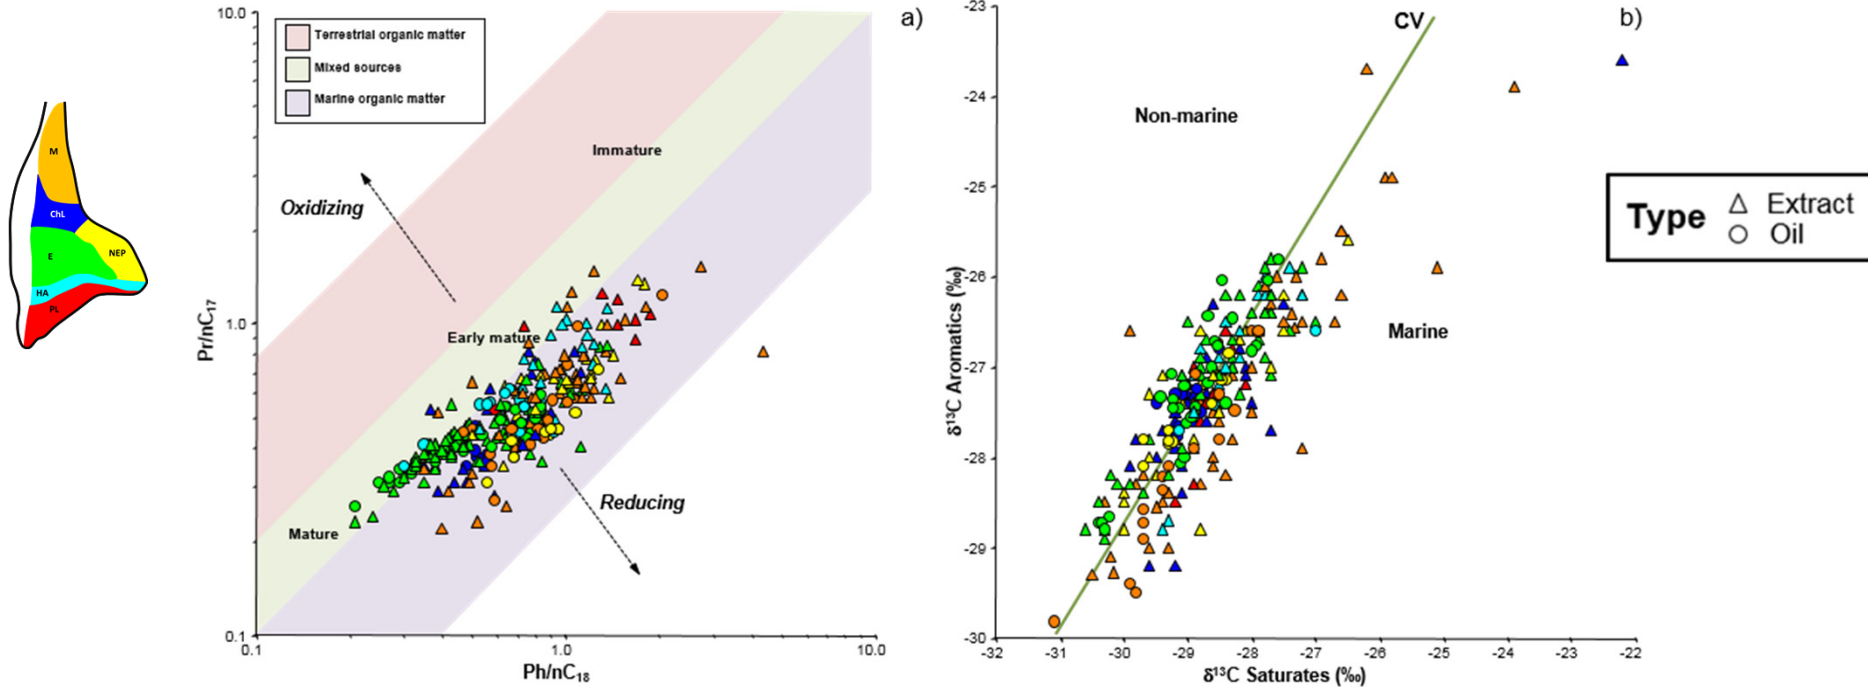 M
ChL
E
NEP
HA
PL
a)
10.0
1.0
0.1
Pr/nC₁₇
Terrestrial organic matter
Mixed sources
Marine organic matter
Immature
Oxidizing
Early mature
Reducing
Mature
0.1
1.0
10.0
Ph/nC₁₈
b)
CV
-23
-24
-25
-26
-27
-28
-29
-30
δ¹³C Aromatics (‰)
Non-marine
Marine
-32
-31
-30
-29
-28
-27
-26
-25
-24
-23
-22
δ¹³C Saturates (‰)
Type
Extract
Oil